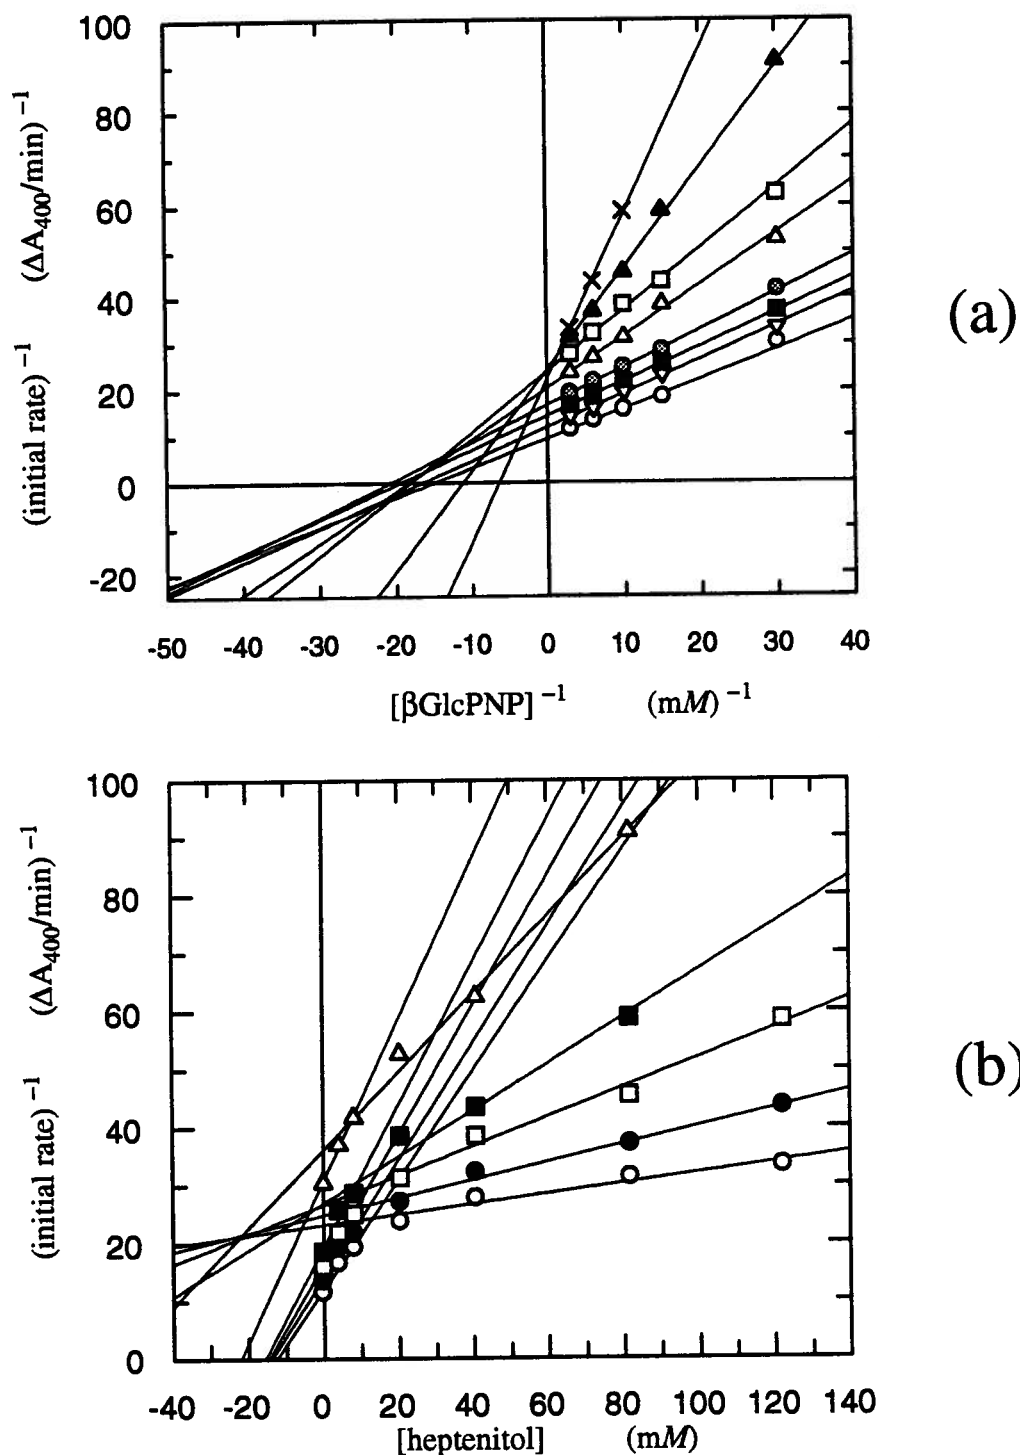 100
80
60
40
20
0
-20
(initial rate)⁻¹ (ΔA₄₀₀/min)⁻¹
-50 -40 -30 -20 -10 0 10 20 30 40
[βGlcPNP]⁻¹ (mM)⁻¹
(a)
100
80
60
40
20
0
(initial rate)⁻¹ (ΔA₄₀₀/min)⁻¹
-40 -20 0 20 40 60 80 100 120 140
[heptenitol] (mM)
(b)